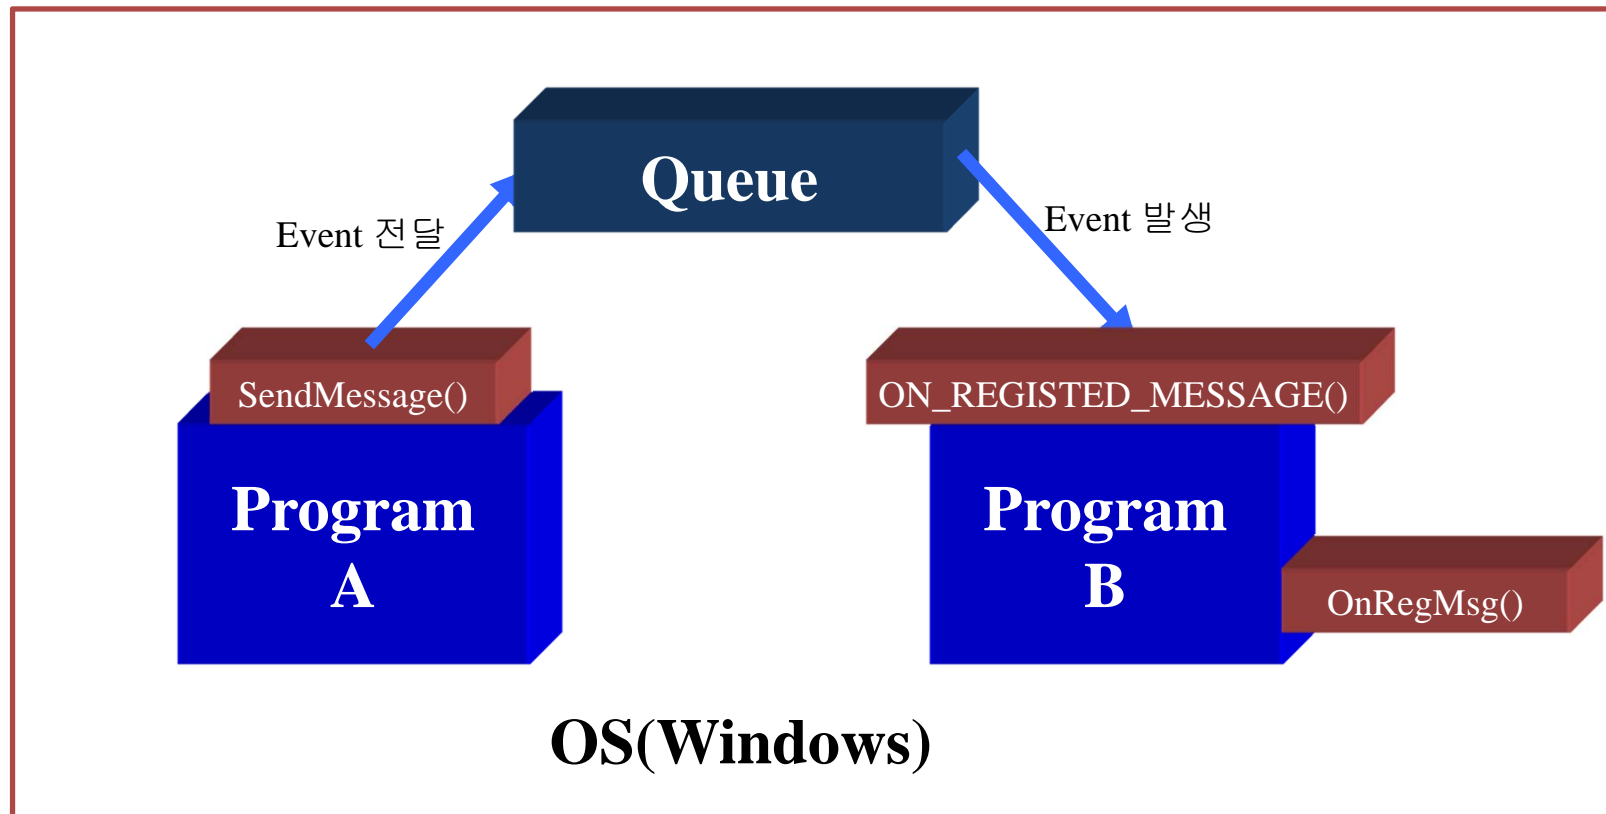 Queue
Event 전달
Event 발생
SendMessage()
ON_REGISTED_MESSAGE()
Program
A
Program
B
OnRegMsg()
OS(Windows)